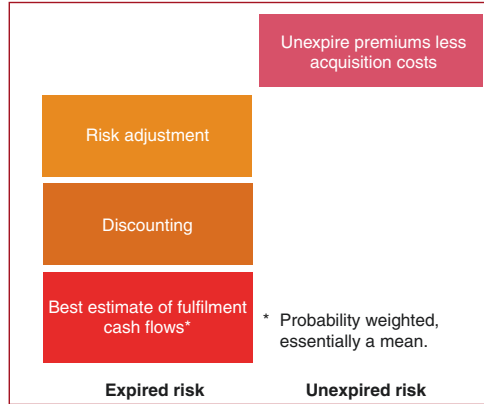 Unexpire premiums less
acquisition costs
Risk adjustment
Discounting
Best estimate of fulfilment
cash flows*
* Probability weighted,
essentially a mean.
Expired risk
Unexpired risk